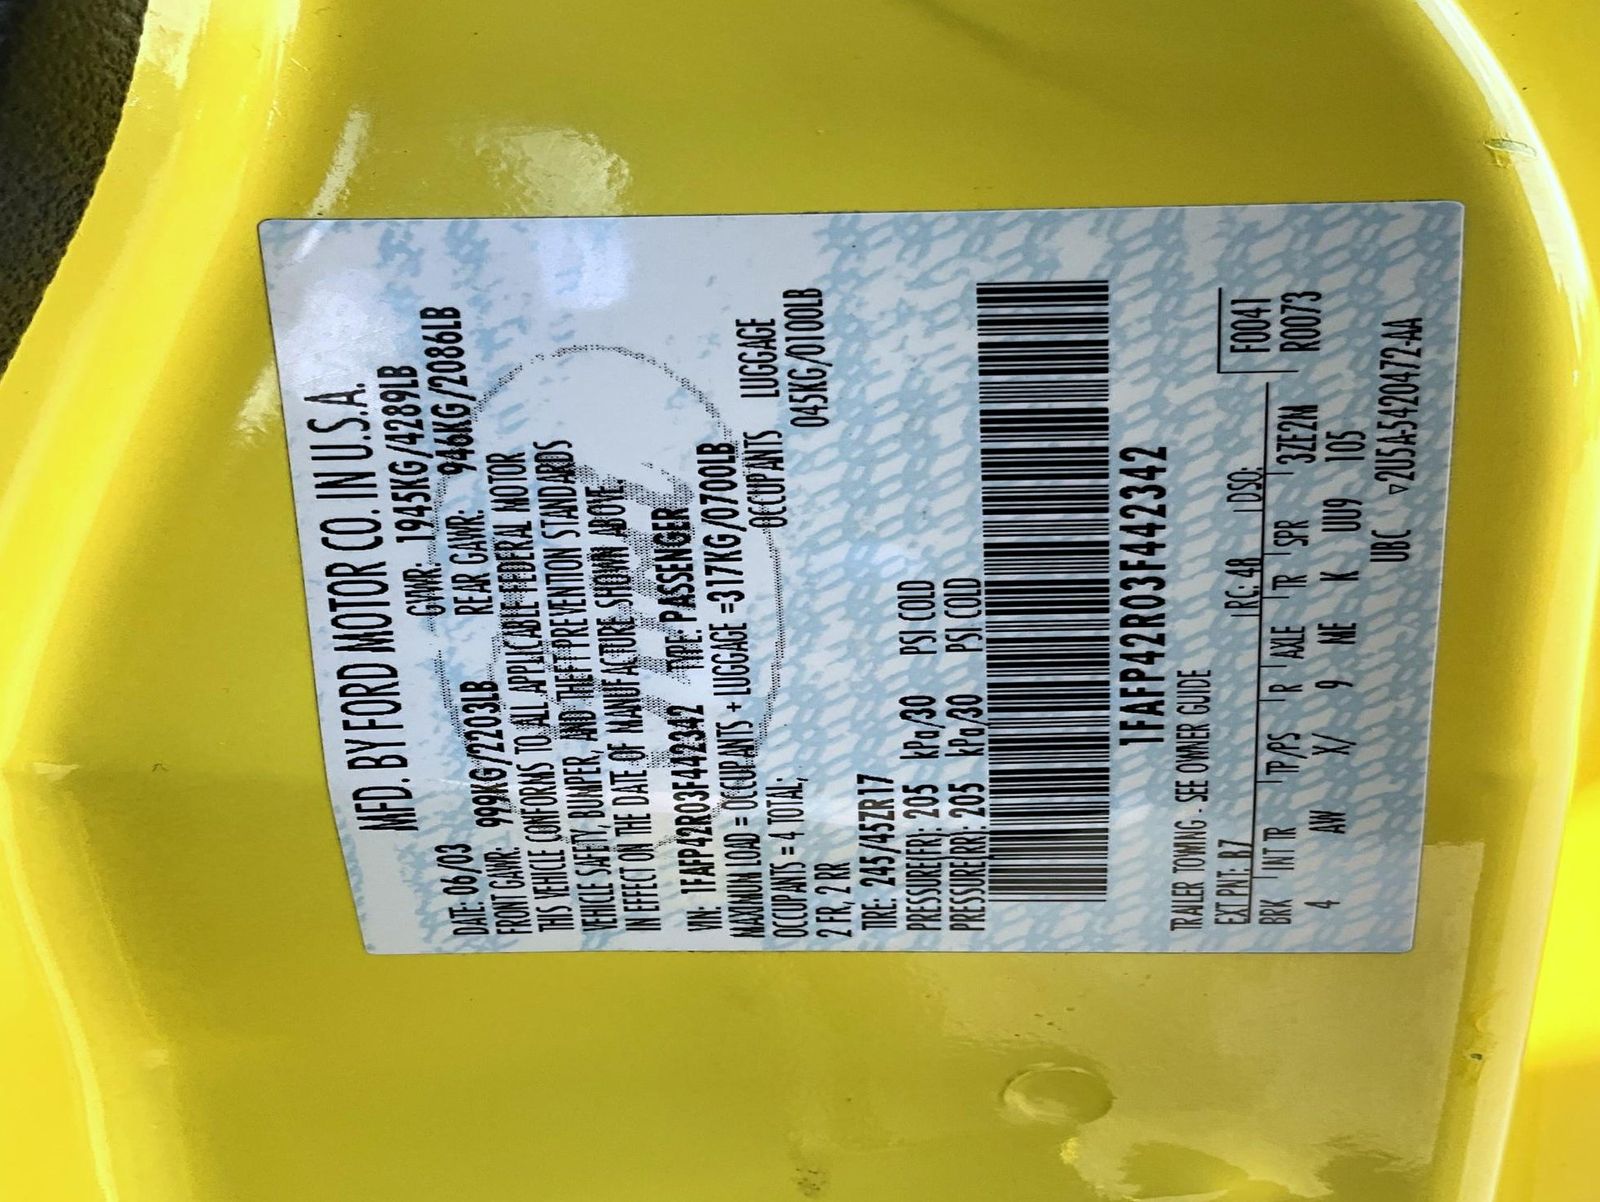 MFD. BY FORD MOTOR CO. IN U.S.A.
DATE: 06/03 GVWR: 1945KG/4289LB
FRONT GAWR: 999KG/2203LB REAR GAWR: 946KG/2086LB
THIS VEHICLE CONFORMS TO ALL APPLICABLE FEDERAL MOTOR
VEHICLE SAFETY, BUMPER, AND THEFT PREVENTION STANDARDS
IN EFFECT ON THE DATE OF MANUFACTURE SHOWN ABOVE.
VIN: 1FAFP42R03F442342 TYPE: PASSENGER
MAXIMUM LOAD = OCCUPANTS + LUGGAGE =317KG/0700LB
OCCUPANTS = 4 TOTAL; OCCUPANTS LUGGAGE
2 FR, 2 RR 045KG/0100LB
TIRE: 245/45ZR17
PRESSURE/FR: 205 kPa/30 PSI COLD
PRESSURE/RR: 205 kPa/30 PSI COLD
1FAFP42R03F442342
TRAILER TOWING - SEE OWNER GUIDE
EXT PNT: B7 RC: 48 DSO: F0041
BRK INT TR TP/PS R AXLE TR SPR 3ZE2N R0073
4 AW X/ 9 ME K UU9 105
UBC ▽2U5A-5420472-AA